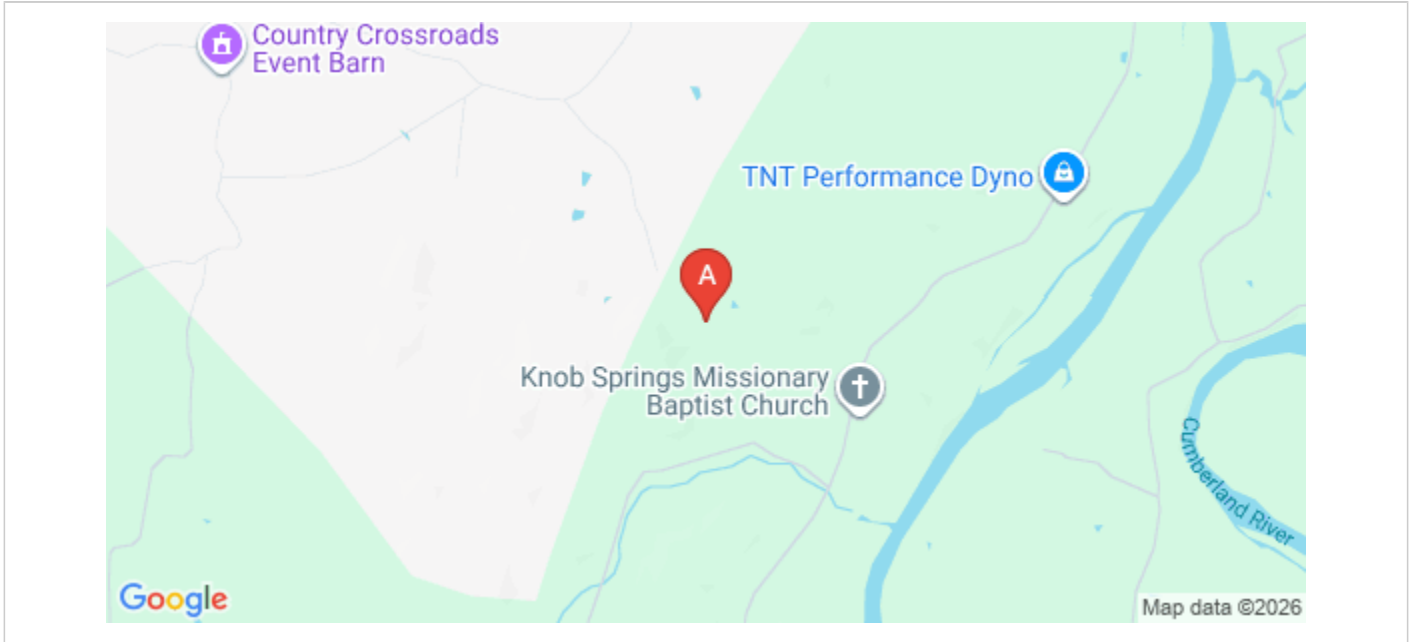 Country Crossroads
Event Barn
TNT Performance Dyno
A
Knob Springs Missionary
Baptist Church
Cumberland River
Google
Map data ©2026